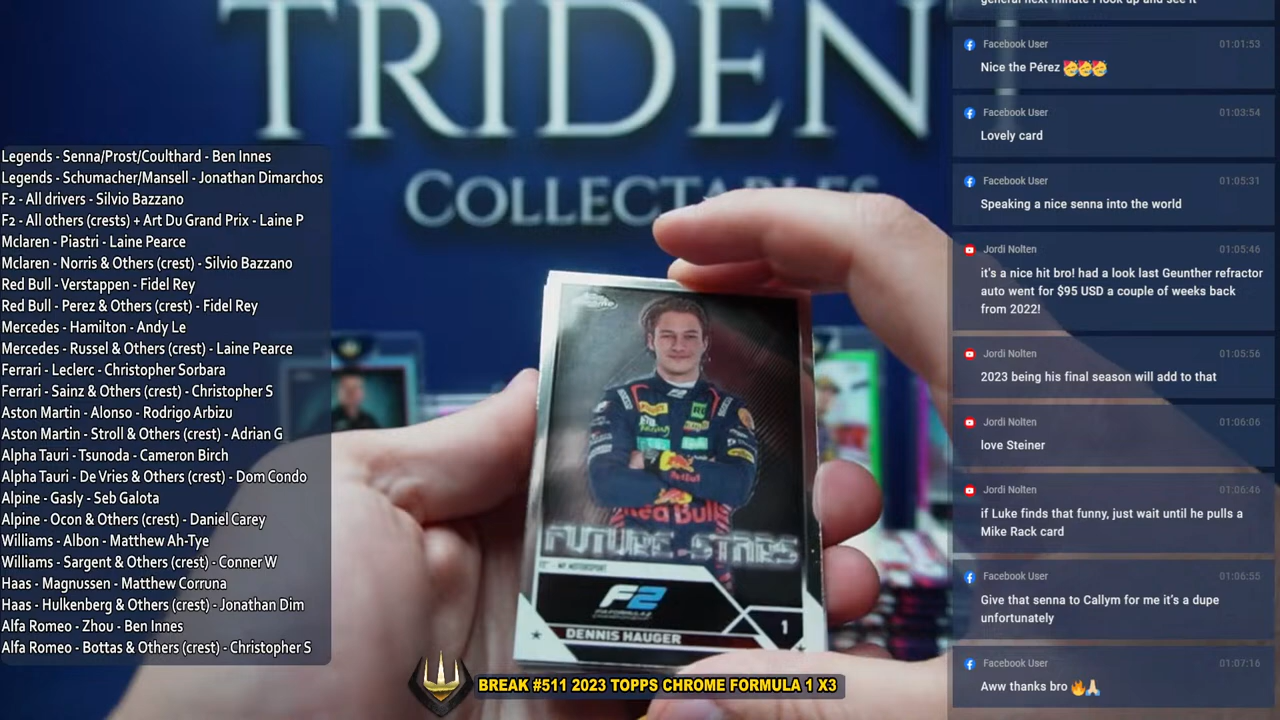 TRIDEN
COLLECTABLES
Legends - Senna/Prost/Coulthard - Ben Innes
Legends - Schumacher/Mansell - Jonathan Dimarchos
F2 - All drivers - Silvio Bazzano
F2 - All others (crests) + Art Du Grand Prix - Laine P
Mclaren - Piastri - Laine Pearce
Mclaren - Norris & Others (crest) - Silvio Bazzano
Red Bull - Verstappen - Fidel Rey
Red Bull - Perez & Others (crest) - Fidel Rey
Mercedes - Hamilton - Andy Le
Mercedes - Russel & Others (crest) - Laine Pearce
Ferrari - Leclerc - Christopher Sorbara
Ferrari - Sainz & Others (crest) - Christopher S
Aston Martin - Alonso - Rodrigo Arbizu
Aston Martin - Stroll & Others (crest) - Adrian G
Alpha Tauri - Tsunoda - Cameron Birch
Alpha Tauri - De Vries & Others (crest) - Dom Condo
Alpine - Gasly - Seb Galota
Alpine - Ocon & Others (crest) - Daniel Carey
Williams - Albon - Matthew Ah-Tye
Williams - Sargent & Others (crest) - Conner W
Haas - Magnussen - Matthew Corruna
Haas - Hulkenberg & Others (crest) - Jonathan Dim
Alfa Romeo - Zhou - Ben Innes
Alfa Romeo - Bottas & Others (crest) - Christopher S
Red Bull
FUTURE STARS
F2™ - MP MOTORSPORT
F2
DENNIS HAUGER
1
BREAK #511 2023 TOPPS CHROME FORMULA 1 X3
general next minute I look up and see it
Facebook User 01:01:53
Nice the Pérez 🥳🥳🥳
Facebook User 01:03:54
Lovely card
Facebook User 01:05:31
Speaking a nice senna into the world
Jordi Nolten 01:05:46
it's a nice hit bro! had a look last Geunther refractor
auto went for $95 USD a couple of weeks back
from 2022!
Jordi Nolten 01:05:56
2023 being his final season will add to that
Jordi Nolten 01:06:06
love Steiner
Jordi Nolten 01:06:46
if Luke finds that funny, just wait until he pulls a
Mike Rack card
Facebook User 01:06:55
Give that senna to Callym for me it's a dupe
unfortunately
Facebook User 01:07:16
Aww thanks bro 🔥🙏